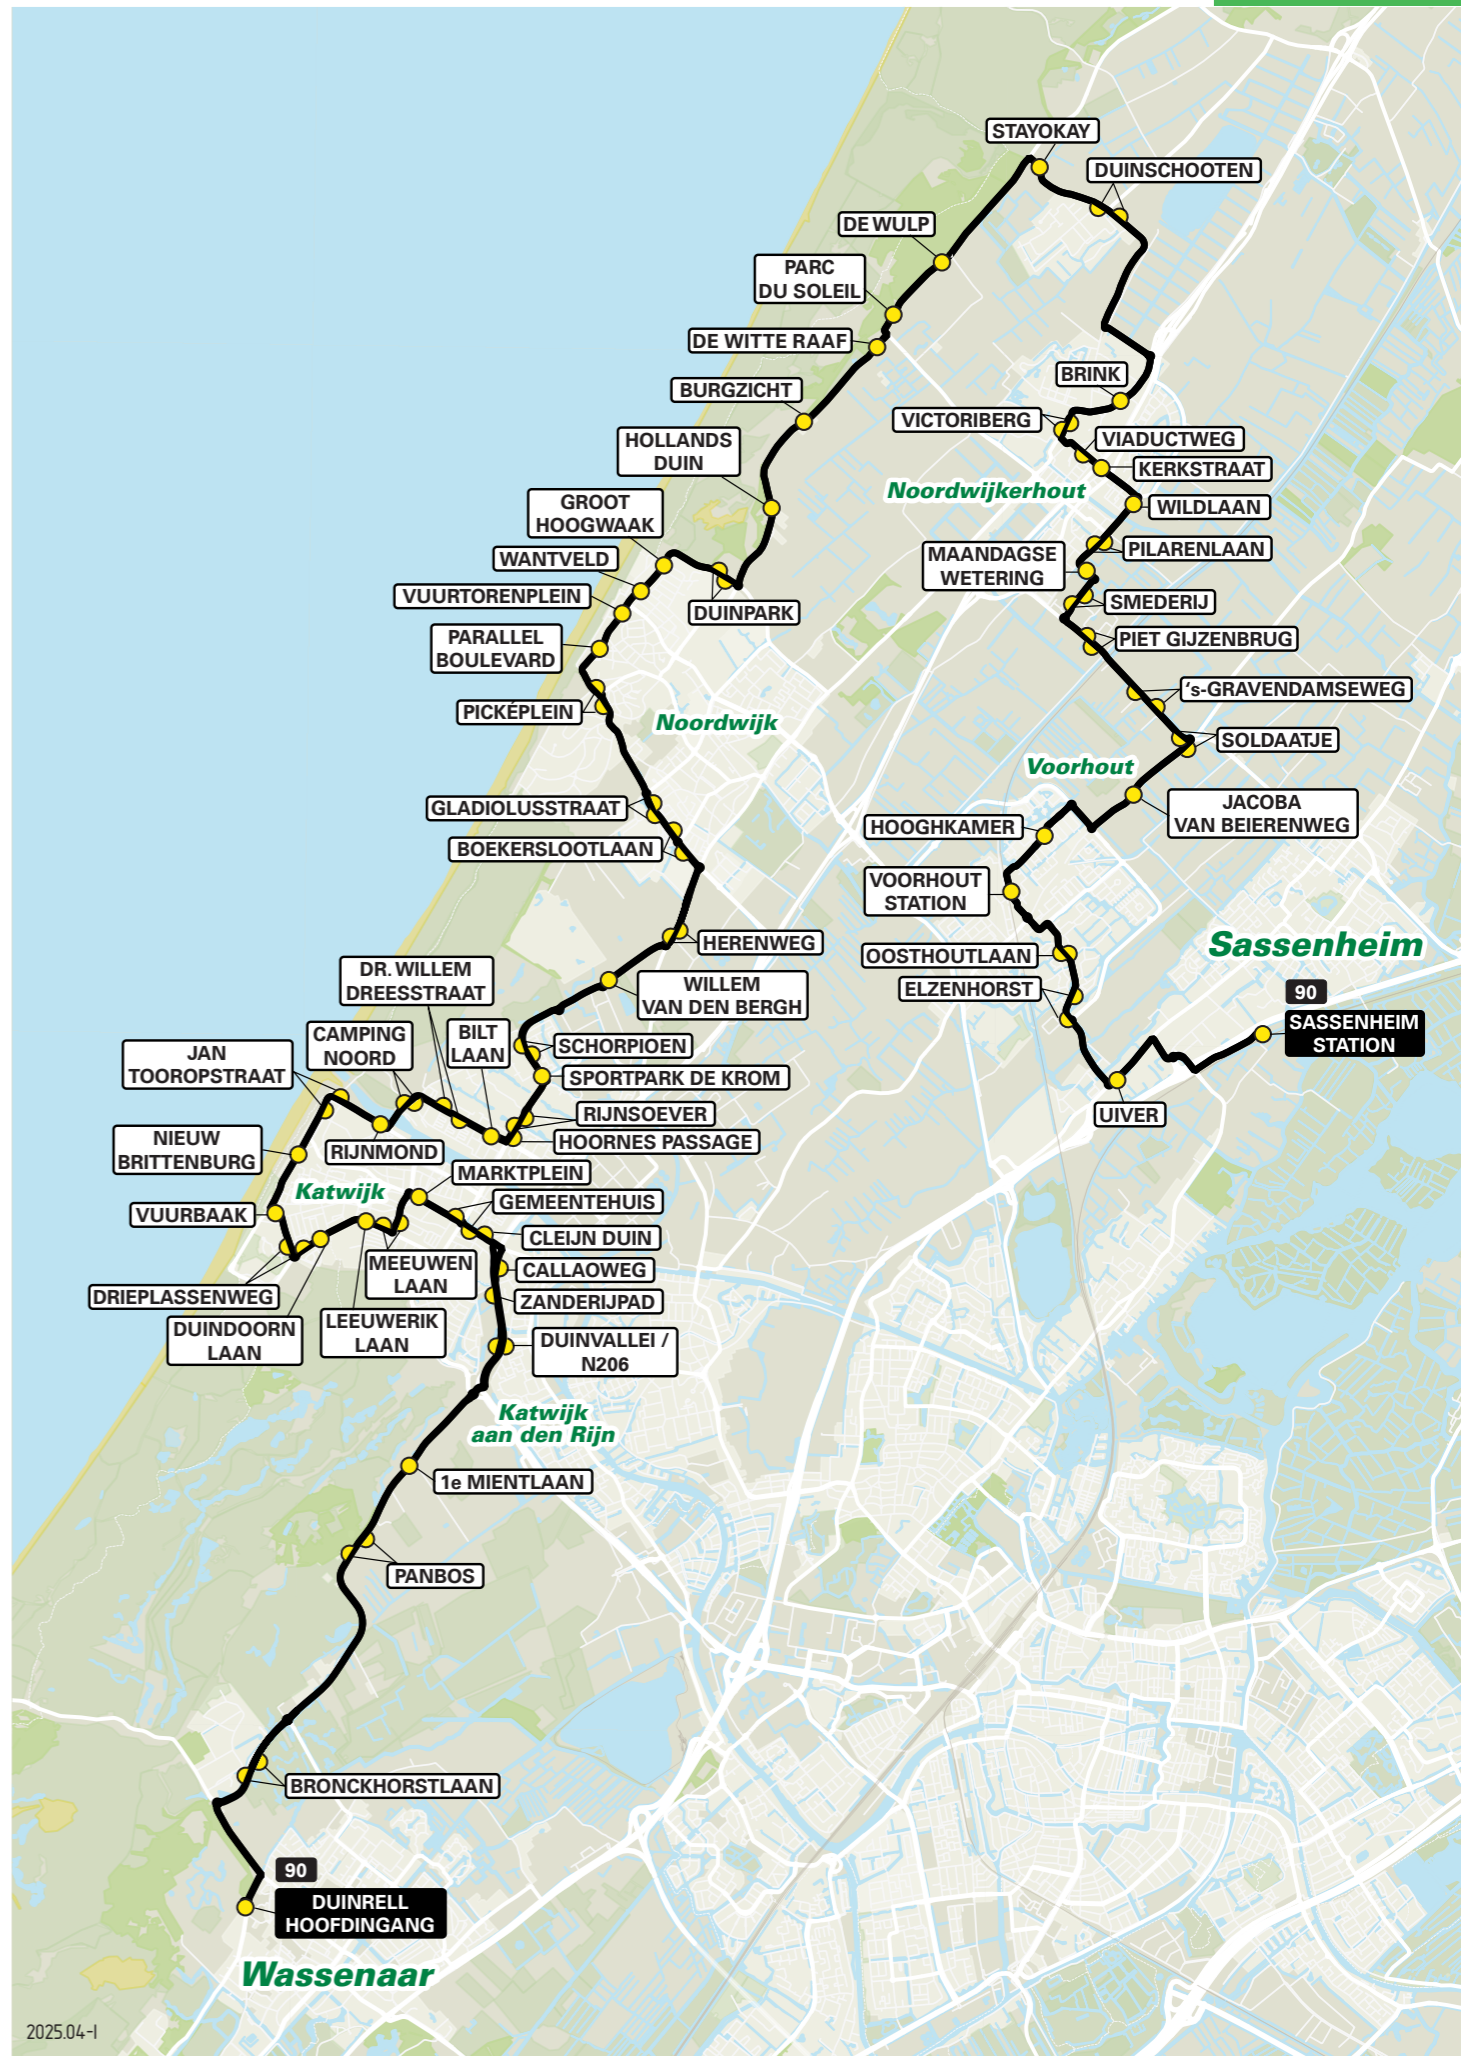 STAYOKAY
DUINSCHOOTEN
DE WULP
PARC
DU SOLEIL
DE WITTE RAAF
BURGZICHT
BRINK
VICTORIBERG
VIADUCTWEG
KERKSTRAAT
HOLLANDS
DUIN
Noordwijkerhout
WILDLAAN
GROOT
HOOGWAAK
WANTVELD
PILARENLAAN
MAANDAGSE
WETERING
VUURTORENPLEIN
DUINPARK
SMEDERIJ
PARALLEL
BOULEVARD
PIET GIJZENBRUG
's-GRAVENDAMSEWEG
PICKÉPLEIN
Noordwijk
SOLDAATJE
Voorhout
GLADIOLUSSTRAAT
JACOBA
VAN BEIERENWEG
HOOGHKAMER
BOEKERSLOOTLAAN
VOORHOUT
STATION
HERENWEG
OOSTHOUTLAAN
Sassenheim
DR. WILLEM
DREESSTRAAT
WILLEM
VAN DEN BERGH
ELZENHORST
90
SASSENHEIM
STATION
CAMPING
NOORD
BILT
LAAN
SCHORPIOEN
JAN
TOOROPSTRAAT
SPORTPARK DE KROM
UIVER
RIJNSOEVER
HOORNES PASSAGE
NIEUW
BRITTENBURG
RIJNMOND
MARKTPLEIN
Katwijk
GEMEENTEHUIS
VUURBAAK
CLEIJN DUIN
MEEUWEN
LAAN
CALLAOWEG
DRIEPLASSENWEG
ZANDERIJPAD
DUINDOORN
LAAN
LEEUWERIK
LAAN
DUINVALLEI /
N206
Katwijk
aan den Rijn
1e MIENTLAAN
PANBOS
BRONCKHORSTLAAN
90
DUINRELL
HOOFDINGANG
Wassenaar
2025.04-I